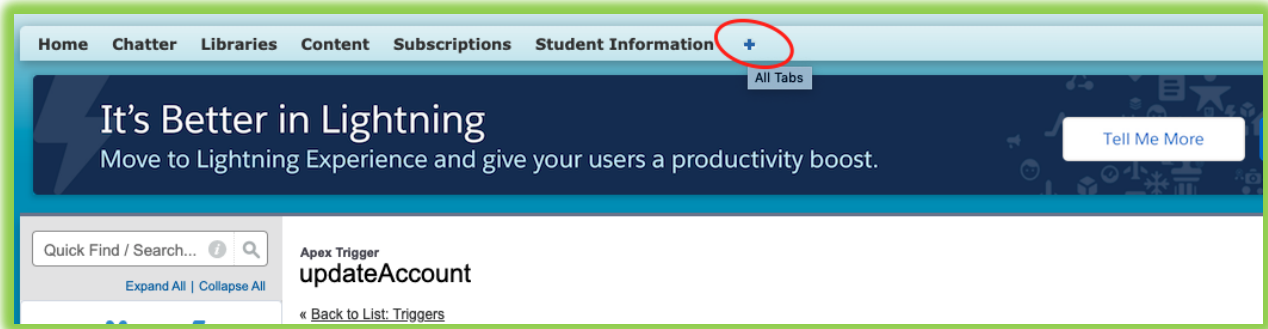 Home Chatter Libraries Content Subscriptions Student Information +
All Tabs
It's Better in Lightning
Move to Lightning Experience and give your users a productivity boost.
Tell Me More
Quick Find / Search...
Expand All | Collapse All
Apex Trigger
updateAccount
« Back to List: Triggers